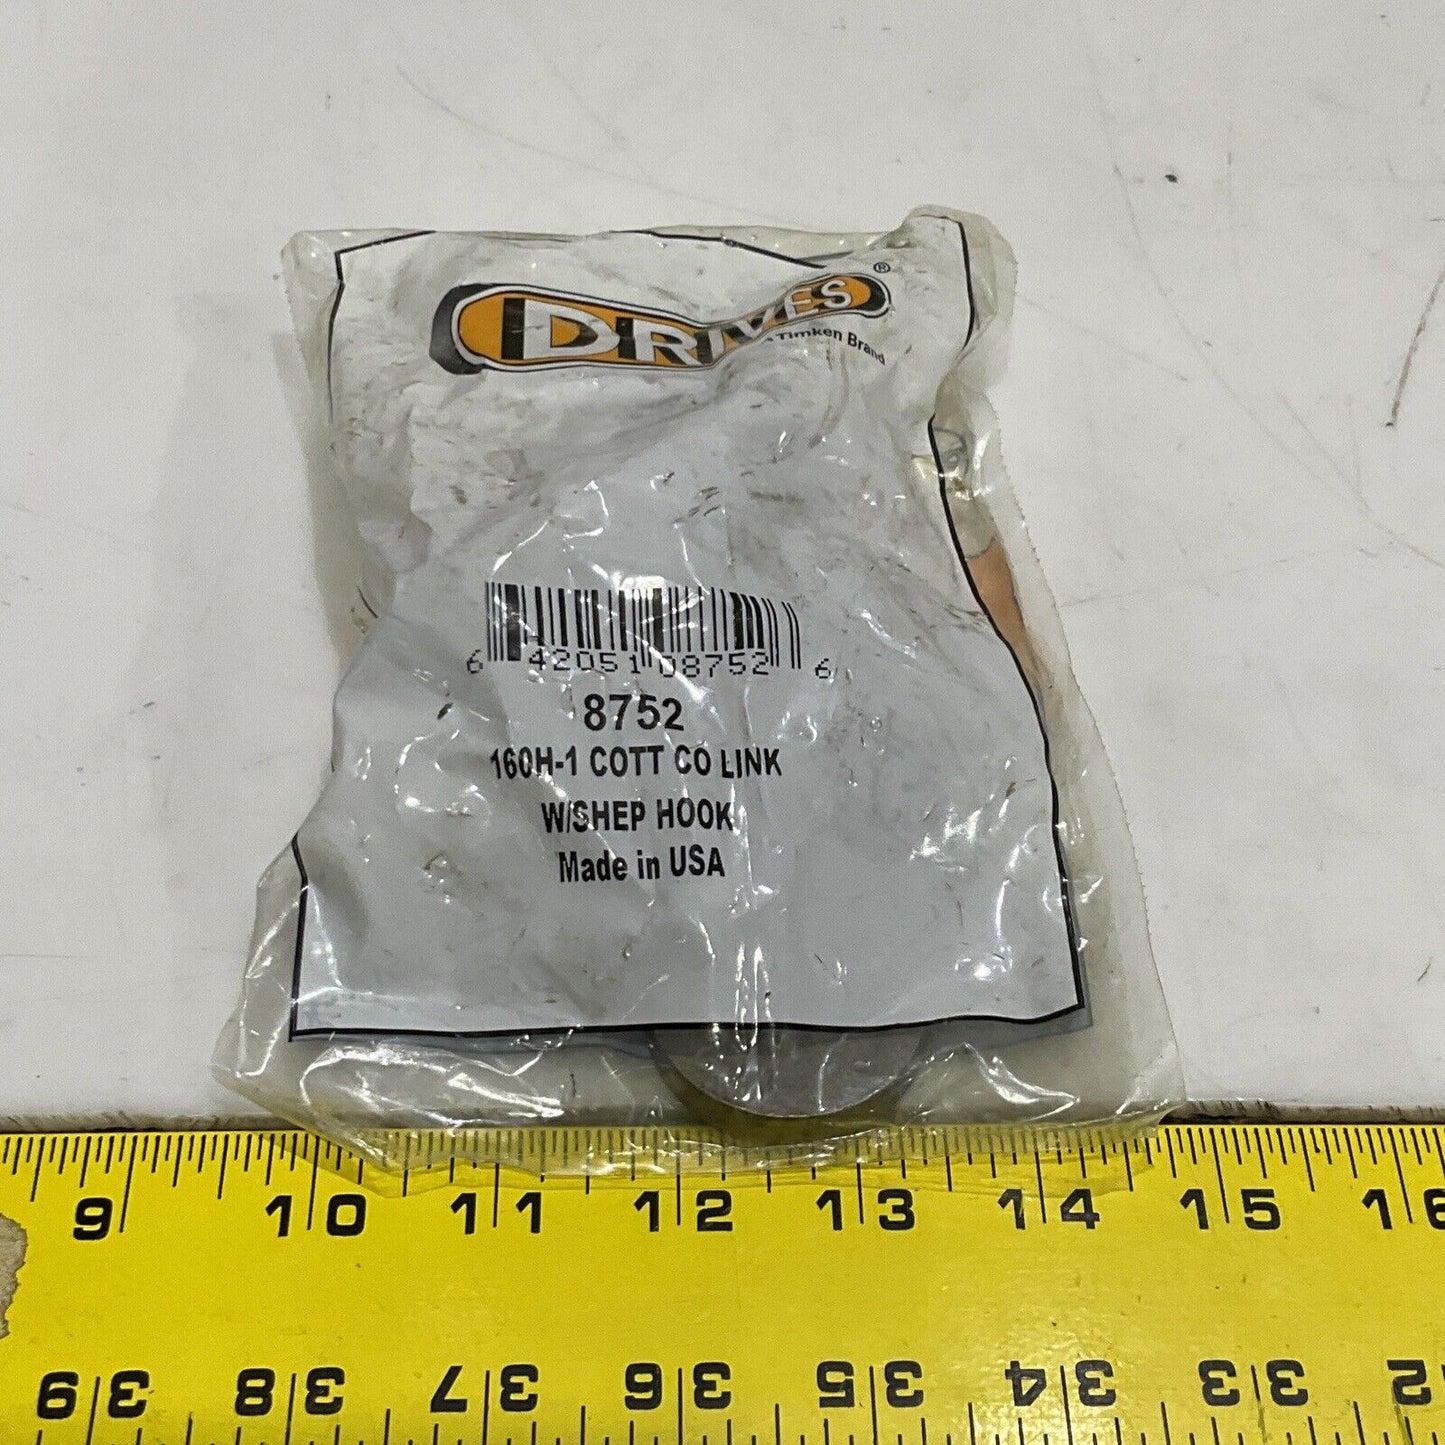 DRIVES®
a Timken Brand
6 42051 08752 6
8752
160H-1 COTT CO LINK
W/SHEP HOOK
Made in USA
9 10 11 12 13 14 15 16
39 38 37 36 35 34 33 32